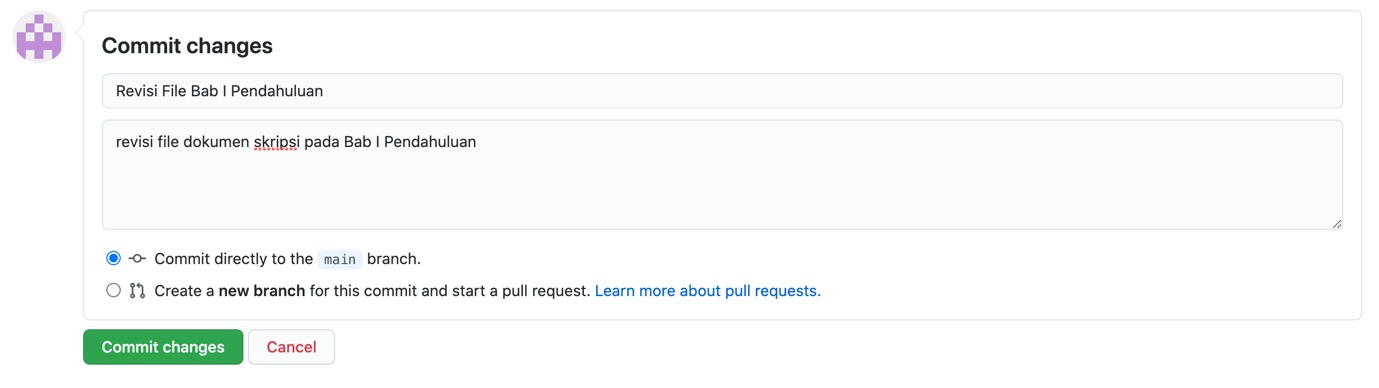 Commit changes
Revisi File Bab I Pendahuluan
revisi file dokumen skripsi pada Bab I Pendahuluan
Commit directly to the main branch.
Create a new branch for this commit and start a pull request. Learn more about pull requests.
Commit changes Cancel